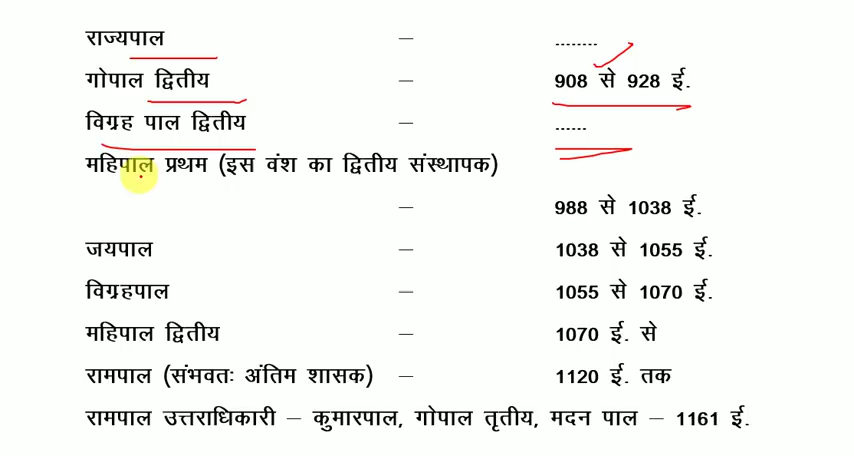 राज्यपाल – ........
गोपाल द्वितीय – 908 से 928 ई.
विग्रह पाल द्वितीय – ......
महिपाल प्रथम (इस वंश का द्वितीय संस्थापक)
– 988 से 1038 ई.
जयपाल – 1038 से 1055 ई.
विग्रहपाल – 1055 से 1070 ई.
महिपाल द्वितीय – 1070 ई. से
रामपाल (संभवतः अंतिम शासक) – 1120 ई. तक
रामपाल उत्तराधिकारी – कुमारपाल, गोपाल तृतीय, मदन पाल – 1161 ई.